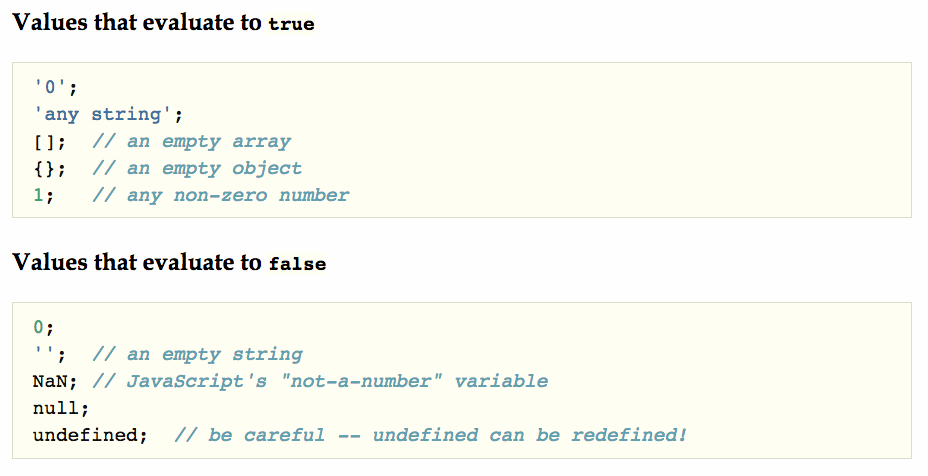 Values that evaluate to true
'0';
'any string';
[];  // an empty array
{};  // an empty object
1;   // any non-zero number
Values that evaluate to false
0;
'';  // an empty string
NaN; // JavaScript's "not-a-number" variable
null;
undefined;  // be careful -- undefined can be redefined!